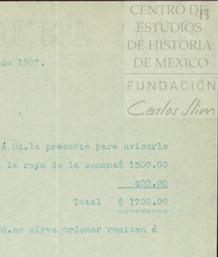 CENTRO DE
ESTUDIOS
DE HISTORIA
DE MEXICO
FUNDACIÓN
Carlos Slim
13
de 1907.
á Ud.la presente para avisarle
la raya de la semana$ 1300.00
400.00
Total $ 1700.00
Ud.se sirva ordenar remitan á